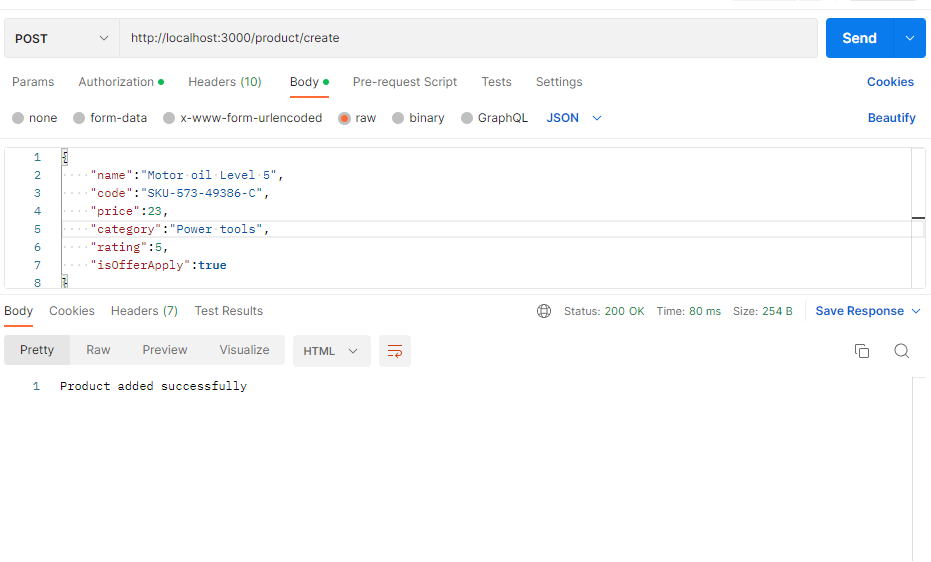 POST http://localhost:3000/product/create Send
Params Authorization Headers (10) Body Pre-request Script Tests Settings Cookies
none form-data x-www-form-urlencoded raw binary GraphQL JSON Beautify
1 {
2 "name":"Motor oil Level 5",
3 "code":"SKU-573-49386-C",
4 "price":23,
5 "category":"Power tools",
6 "rating":5,
7 "isOfferApply":true
8 }
Body Cookies Headers (7) Test Results Status: 200 OK Time: 80 ms Size: 254 B Save Response
Pretty Raw Preview Visualize HTML
1 Product added successfully